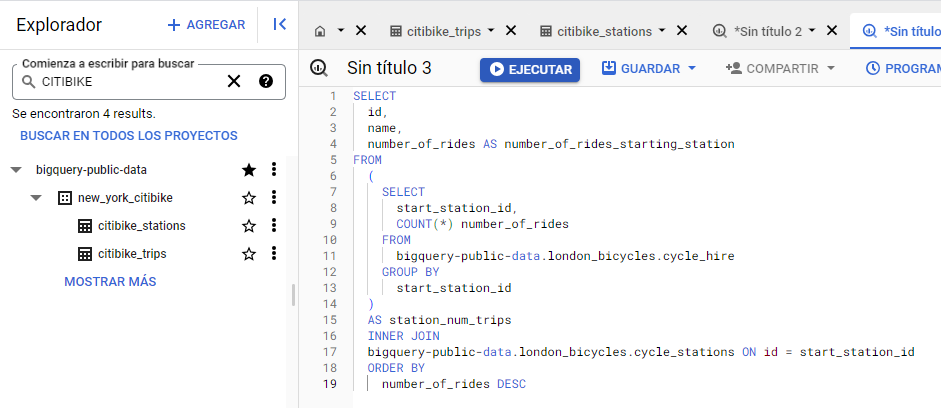 Explorador
+ AGREGAR
Comienza a escribir para buscar
CITIBIKE
Se encontraron 4 results.
BUSCAR EN TODOS LOS PROYECTOS
bigquery-public-data
new_york_citibike
citibike_stations
citibike_trips
MOSTRAR MÁS
citibike_trips
citibike_stations
*Sin título 2
*Sin título
Sin título 3
EJECUTAR
GUARDAR
COMPARTIR
PROGRAM
1 SELECT
2 id,
3 name,
4 number_of_rides AS number_of_rides_starting_station
5 FROM
6 (
7 SELECT
8 start_station_id,
9 COUNT(*) number_of_rides
10 FROM
11 bigquery-public-data.london_bicycles.cycle_hire
12 GROUP BY
13 start_station_id
14 )
15 AS station_num_trips
16 INNER JOIN
17 bigquery-public-data.london_bicycles.cycle_stations ON id = start_station_id
18 ORDER BY
19 number_of_rides DESC